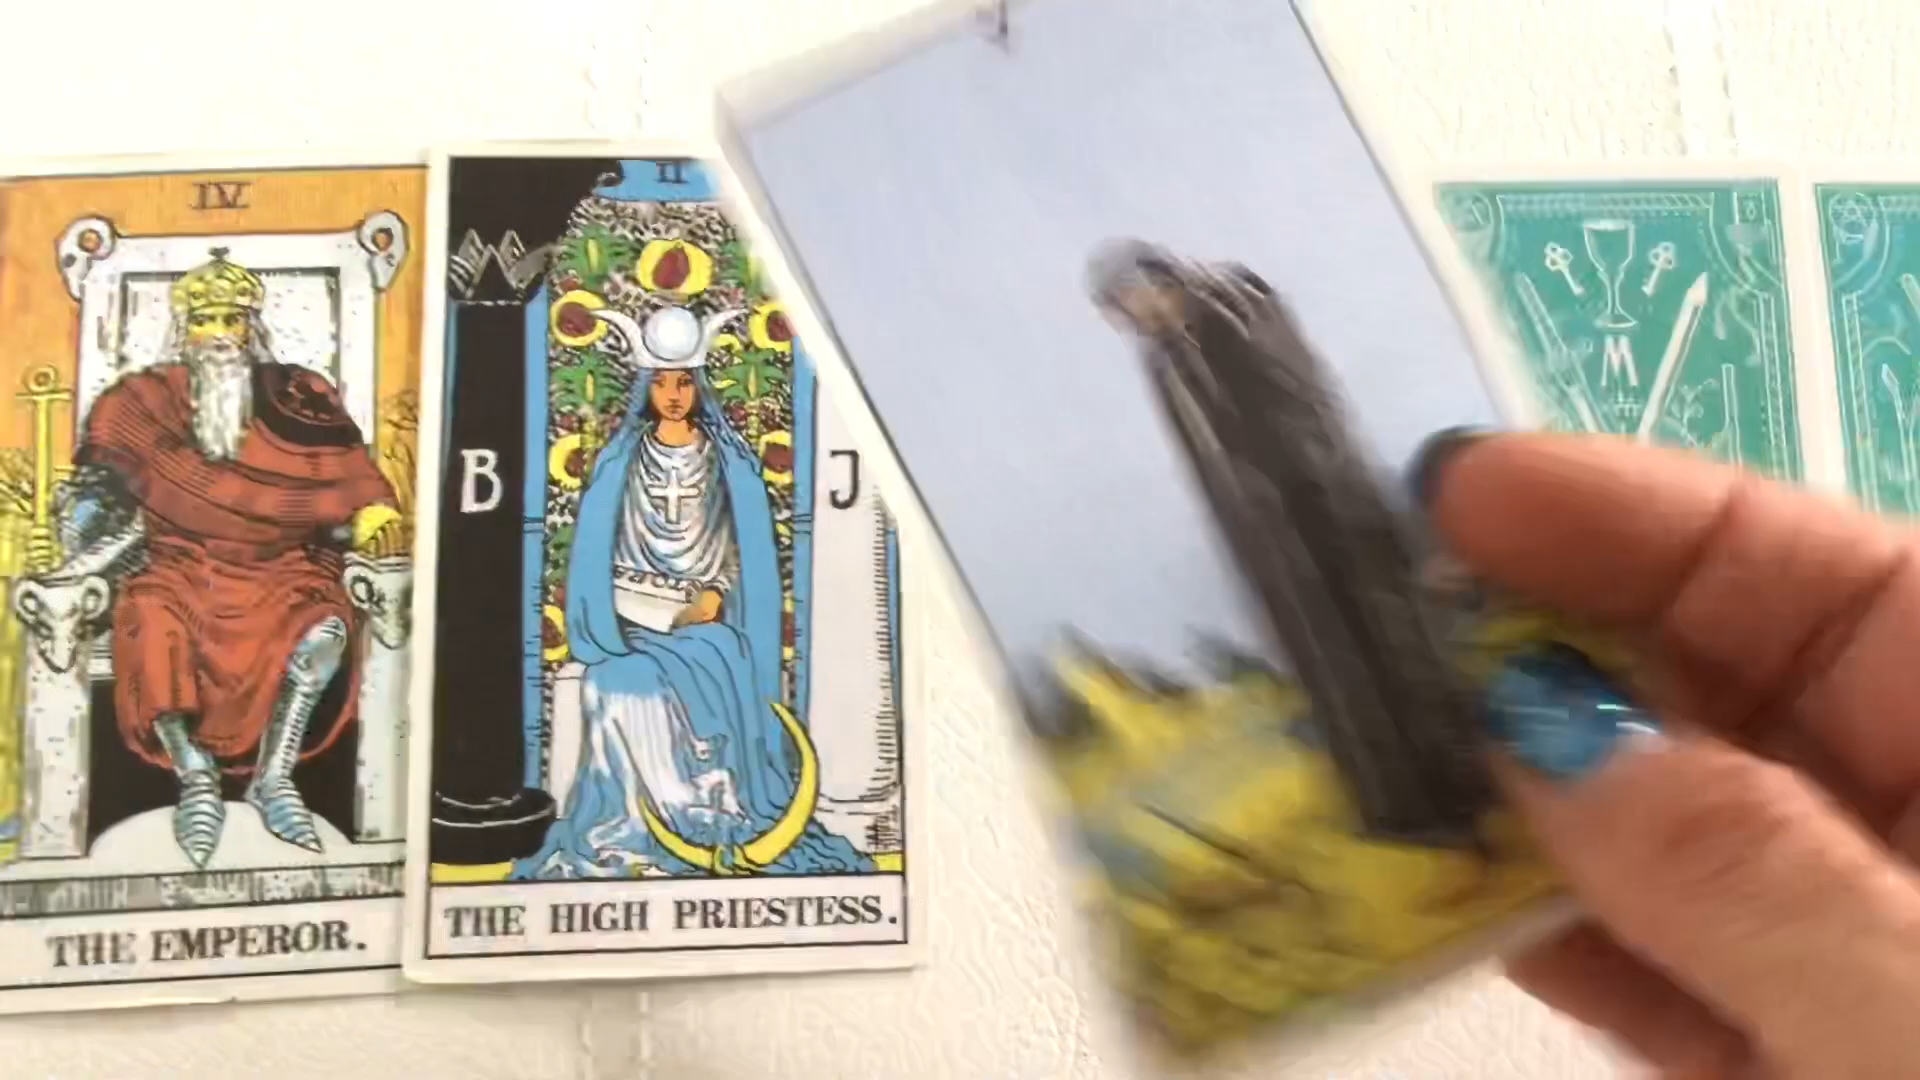 IV
THE EMPEROR.
II
B
J
THE HIGH PRIESTESS.
M